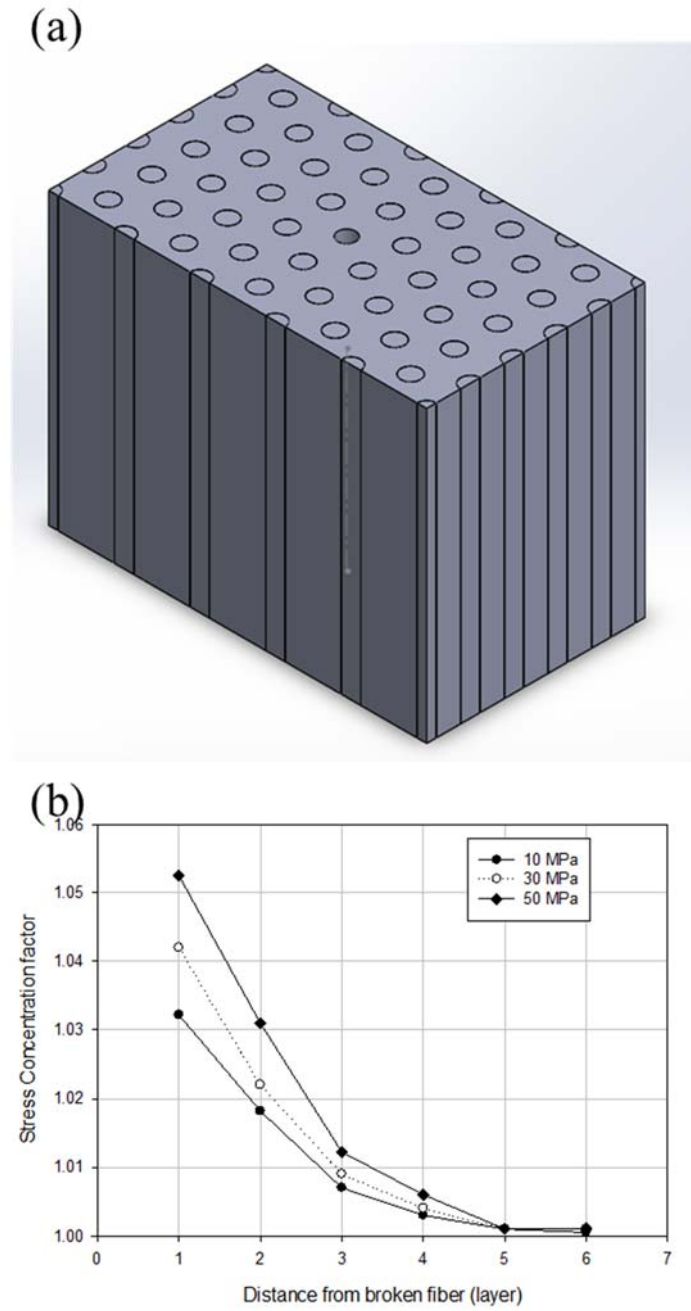 (a)
(b)
1.06
1.05
1.04
1.03
1.02
1.01
1.00
Stress Concentration factor
10 MPa
30 MPa
50 MPa
0
1
2
3
4
5
6
7
Distance from broken fiber (layer)